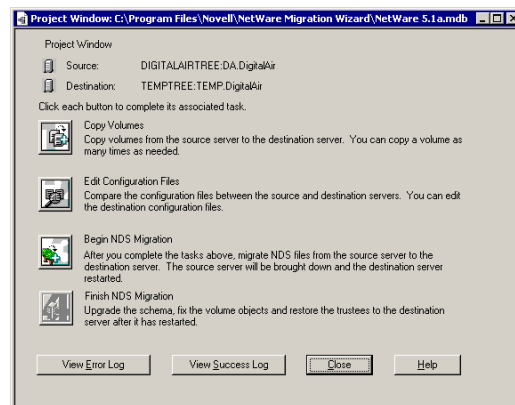 Project Window: C:\Program Files\Novell\NetWare Migration Wizard\NetWare 5.1a.mdb
Project Window
Source: DIGITALAIRTREE:DA.DigitalAir
Destination: TEMPTREE:TEMP.DigitalAir
Click each button to complete its associated task.
Copy Volumes
Copy volumes from the source server to the destination server. You can copy a volume as
many times as needed.
Edit Configuration Files
Compare the configuration files between the source and destination servers. You can edit
the destination configuration files.
Begin NDS Migration
After you complete the tasks above, migrate NDS files from the source server to the
destination server. The source server will be brought down and the destination server
restarted.
Finish NDS Migration
Upgrade the schema, fix the volume objects and restore the trustees to the destination
server after it has restarted.
View Error Log View Success Log Close Help